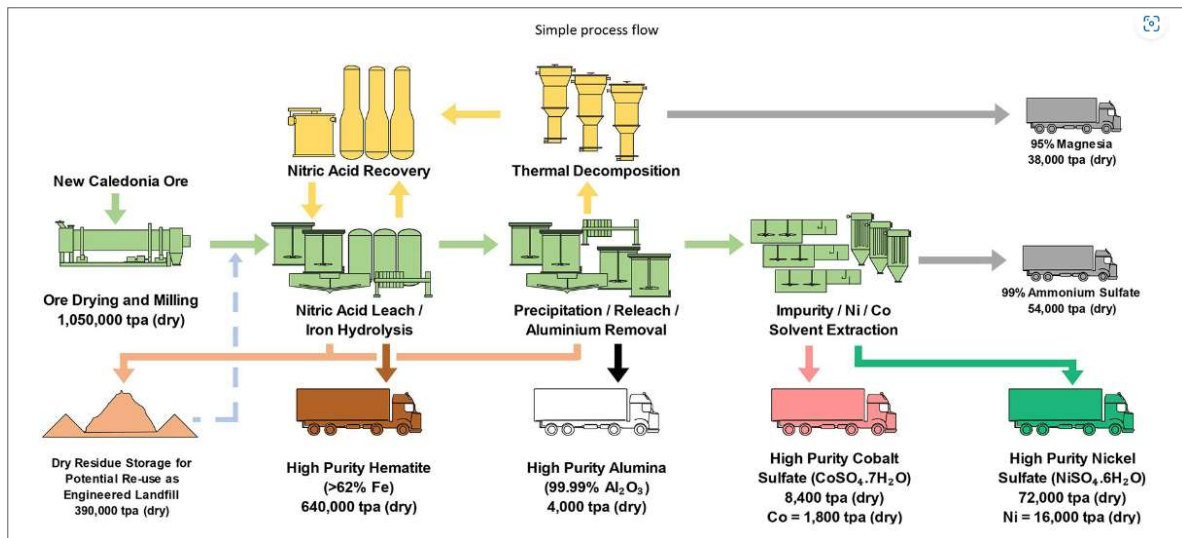 Simple process flow
95% Magnesia
38,000 tpa (dry)
Nitric Acid Recovery
Thermal Decomposition
New Caledonia Ore
Ore Drying and Milling
1,050,000 tpa (dry)
Nitric Acid Leach /
Iron Hydrolysis
Precipitation / Releach /
Aluminium Removal
Impurity / Ni / Co
Solvent Extraction
99% Ammonium Sulfate
54,000 tpa (dry)
Dry Residue Storage for
Potential Re-use as
Engineered Landfill
390,000 tpa (dry)
High Purity Hematite
(>62% Fe)
640,000 tpa (dry)
High Purity Alumina
(99.99% Al₂O₃)
4,000 tpa (dry)
High Purity Cobalt
Sulfate (CoSO₄.7H₂O)
8,400 tpa (dry)
Co = 1,800 tpa (dry)
High Purity Nickel
Sulfate (NiSO₄.6H₂O)
72,000 tpa (dry)
Ni = 16,000 tpa (dry)